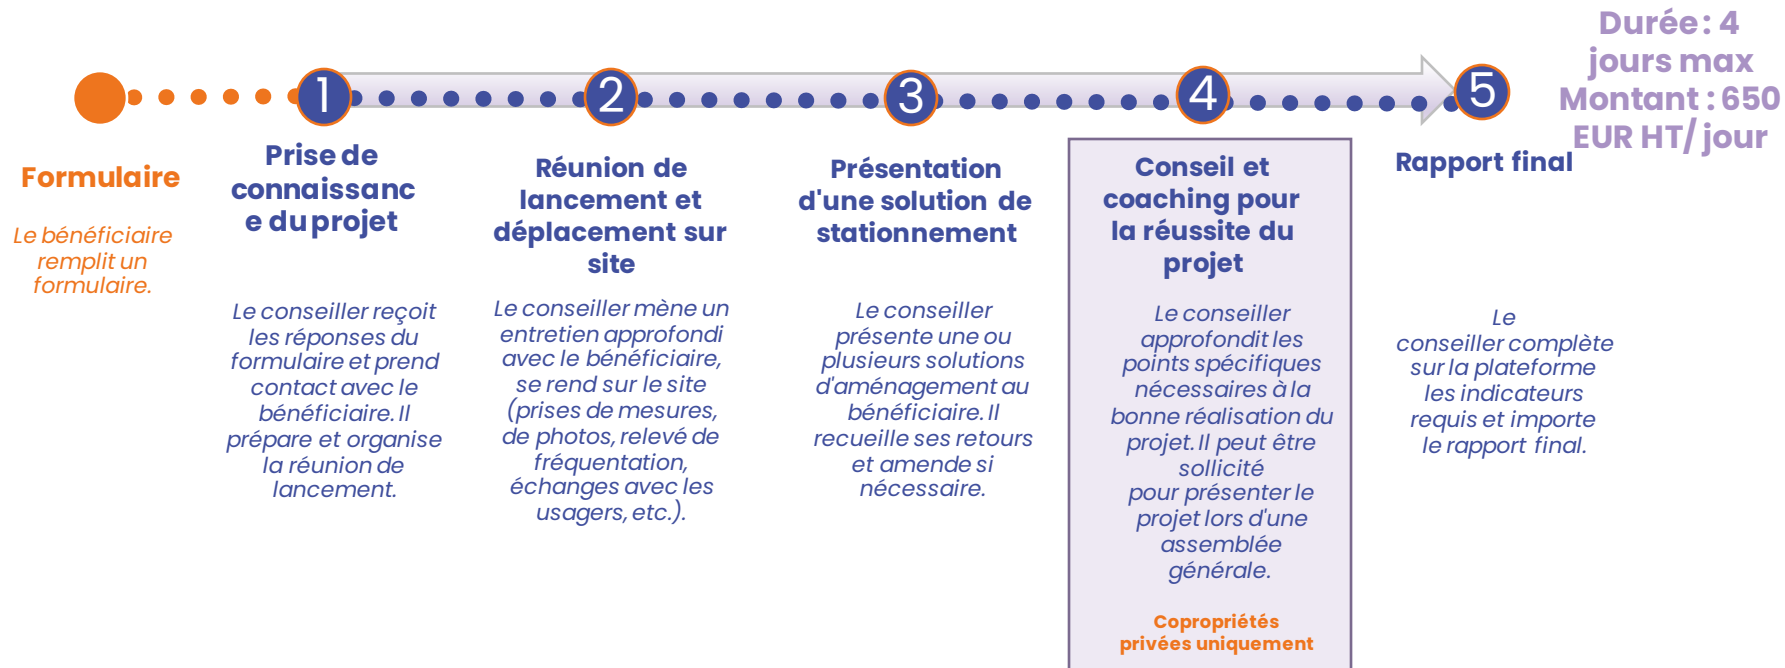 Durée : 4
jours max
Montant : 650
EUR HT/ jour
1
2
3
4
5
Formulaire
Le bénéficiaire
remplit un
formulaire.
Prise de
connaissanc
e du projet
Le conseiller reçoit
les réponses du
formulaire et prend
contact avec le
bénéficiaire. Il
prépare et organise
la réunion de
lancement.
Réunion de
lancement et
déplacement sur
site
Le conseiller mène un
entretien approfondi
avec le bénéficiaire,
se rend sur le site
(prises de mesures,
de photos, relevé de
fréquentation,
échanges avec les
usagers, etc.).
Présentation
d'une solution de
stationnement
Le conseiller
présente une ou
plusieurs solutions
d'aménagement au
bénéficiaire. Il
recueille ses retours
et amende si
nécessaire.
Conseil et
coaching pour
la réussite du
projet
Le conseiller
approfondit les
points spécifiques
nécessaires à la
bonne réalisation du
projet. Il peut être
sollicité
pour présenter le
projet lors d'une
assemblée
générale.
Copropriétés
privées uniquement
Rapport final
Le
conseiller complète
sur la plateforme
les indicateurs
requis et importe
le rapport final.